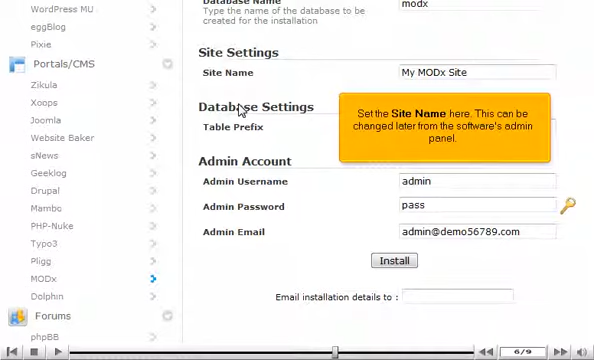 WordPress MU
eggBlog
Pixie
Portals/CMS
Zikula
Xoops
Joomla
Website Baker
sNews
Geeklog
Drupal
Mambo
PHP-Nuke
Typo3
Pligg
MODx
Dolphin
Forums
phpBB
Database Name
modx
Type the name of the database to be
created for the installation
Site Settings
Site Name
My MODx Site
Database Settings
Table Prefix
Set the Site Name here. This can be
changed later from the software's admin
panel.
Admin Account
Admin Username
admin
Admin Password
pass
Admin Email
admin@demo56789.com
Install
Email installation details to :
6/9